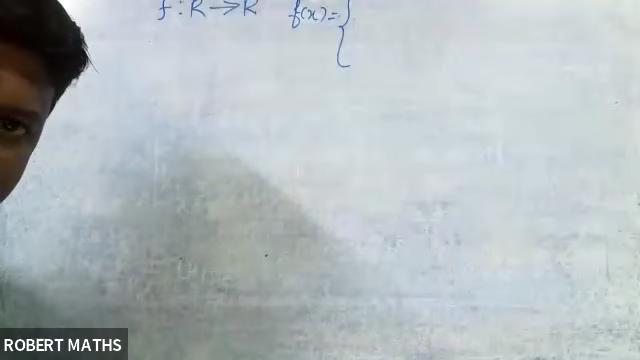 f : R → R   f(x) = {
ROBERT MATHS